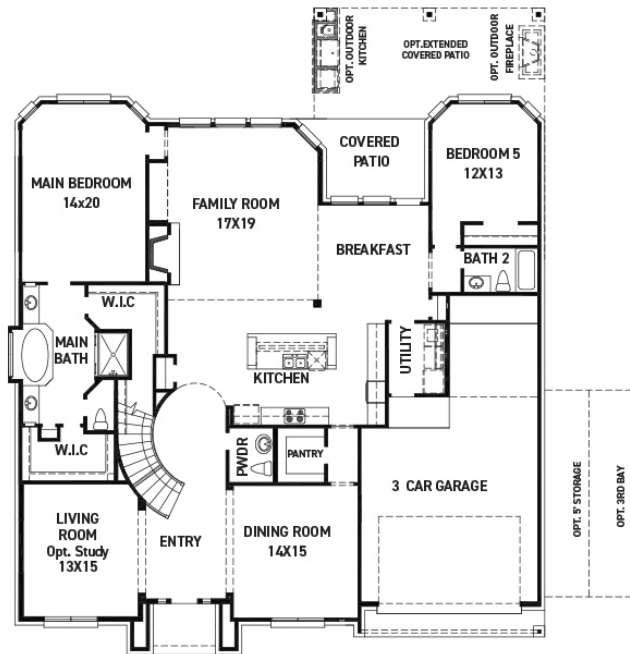 OPT. OUTDOOR
KITCHEN
OPT.EXTENDED
COVERED PATIO
OPT. OUTDOOR
FIREPLACE
COVERED
PATIO
BEDROOM 5
12X13
MAIN BEDROOM
14x20
FAMILY ROOM
17X19
BREAKFAST
BATH 2
W.I.C
MAIN
BATH
UTILITY
KITCHEN
W.I.C
PWDR
PANTRY
3 CAR GARAGE
OPT. 5' STORAGE
OPT. 3RD BAY
LIVING
ROOM
Opt. Study
13X15
ENTRY
DINING ROOM
14X15